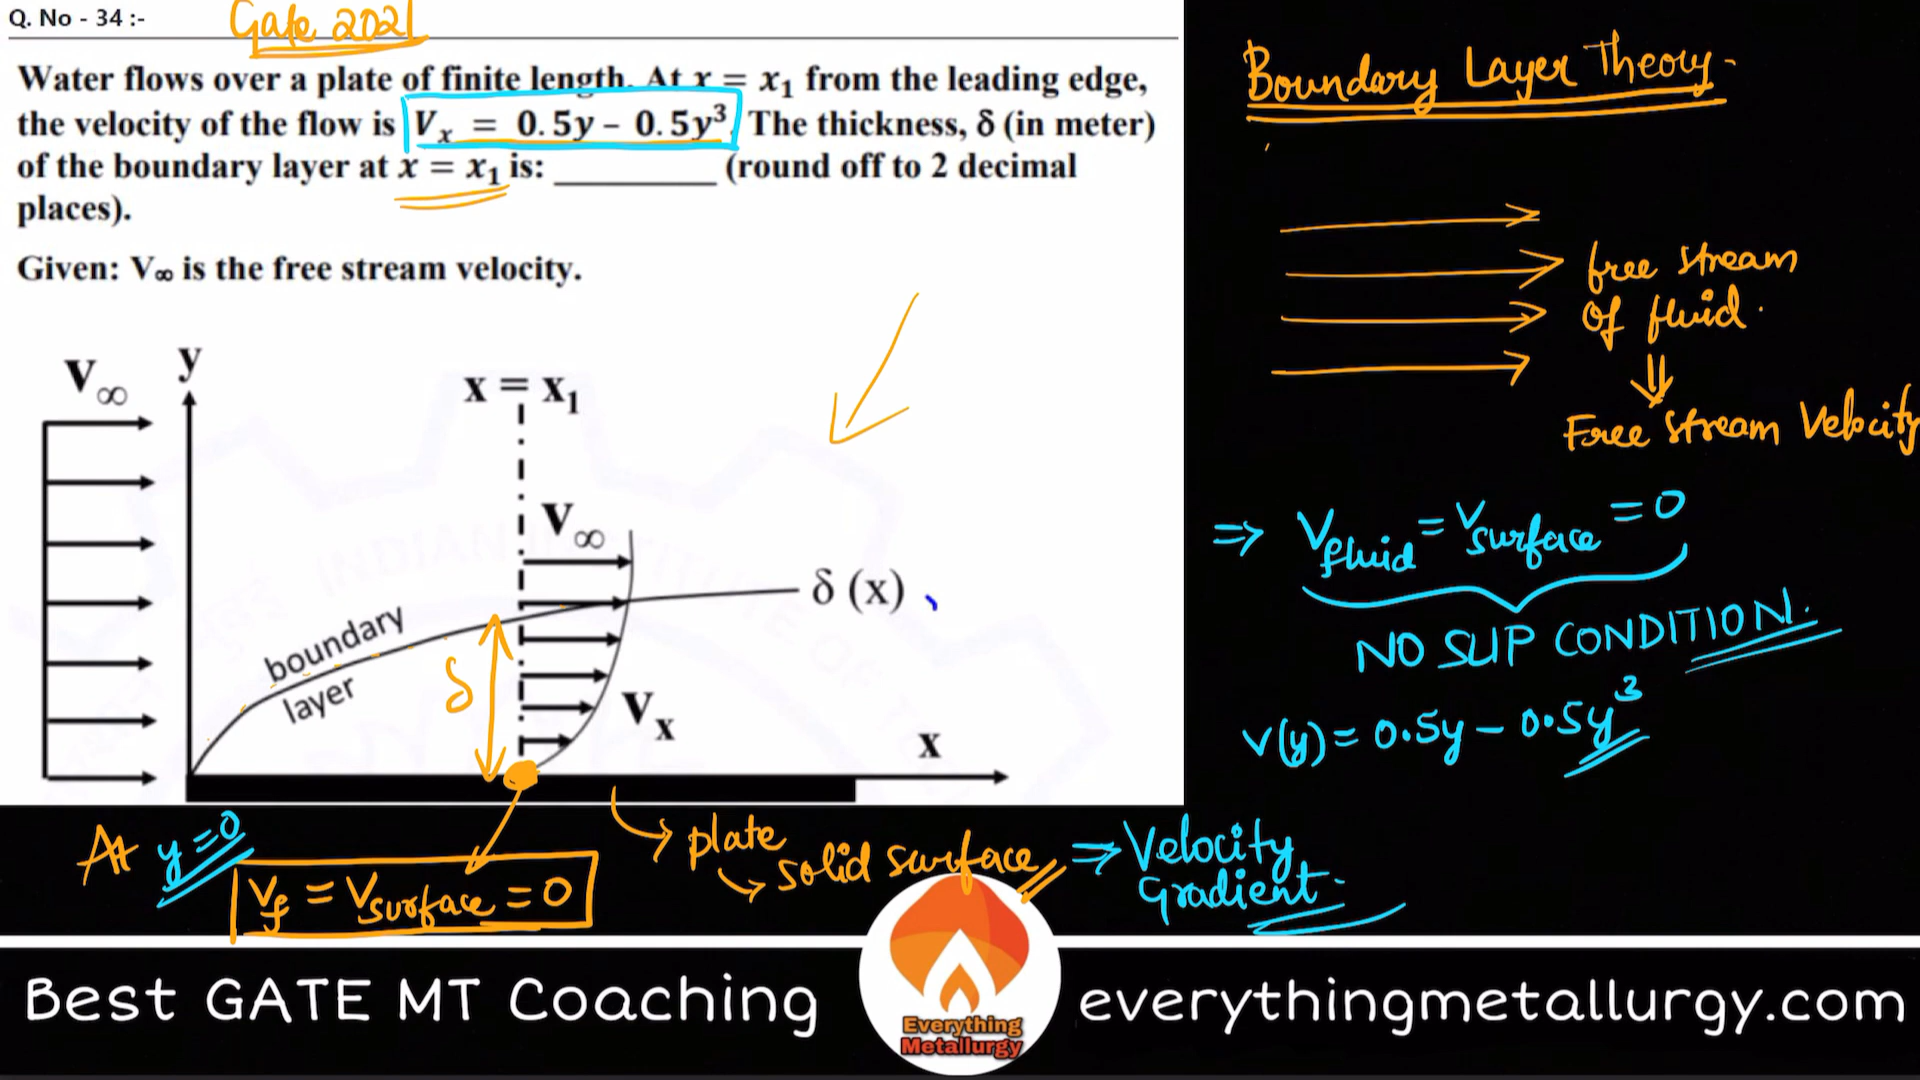 Q. No - 34 :-
Gate 2021
Water flows over a plate of finite length. At x = x₁ from the leading edge,
the velocity of the flow is Vₓ = 0.5y − 0.5y³ The thickness, δ (in meter)
of the boundary layer at x = x₁ is: ________ (round off to 2 decimal
places).
Given: V∞ is the free stream velocity.
V∞
y
x = x₁
V∞
δ (x)
boundary
layer
δ
Vₓ
x
At y=0
V_f = V_surface = 0
plate
solid surface
⇒ Velocity
Gradient
Boundary Layer Theory
free stream
of fluid.
⇓
Free Stream Velocity
⇒ V_fluid = V_surface = 0
NO SLIP CONDITION.
V(y) = 0.5y − 0.5y³
Best GATE MT Coaching
Everything
Metallurgy
everythingmetallurgy.com